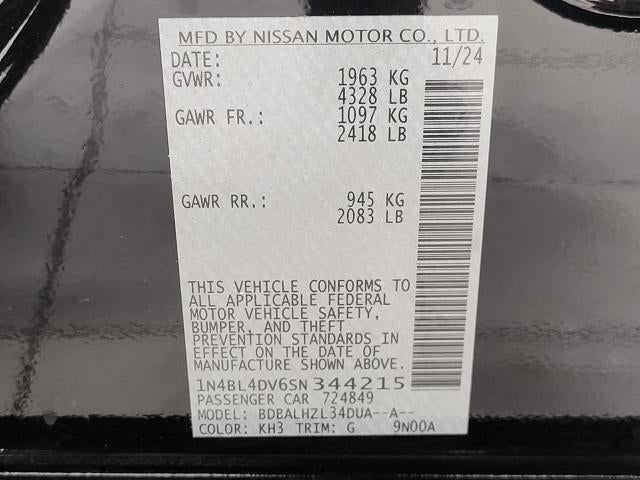 MFD BY NISSAN MOTOR CO., LTD.
DATE: 11/24
GVWR: 1963 KG
4328 LB
GAWR FR.: 1097 KG
2418 LB
GAWR RR.: 945 KG
2083 LB
THIS VEHICLE CONFORMS TO
ALL APPLICABLE FEDERAL
MOTOR VEHICLE SAFETY,
BUMPER, AND THEFT
PREVENTION STANDARDS IN
EFFECT ON THE DATE OF
MANUFACTURE SHOWN ABOVE.
1N4BL4DV6SN344215
PASSENGER CAR 724849
MODEL: BDBALHZL34DUA--A--
COLOR: KH3 TRIM: G 9N00A